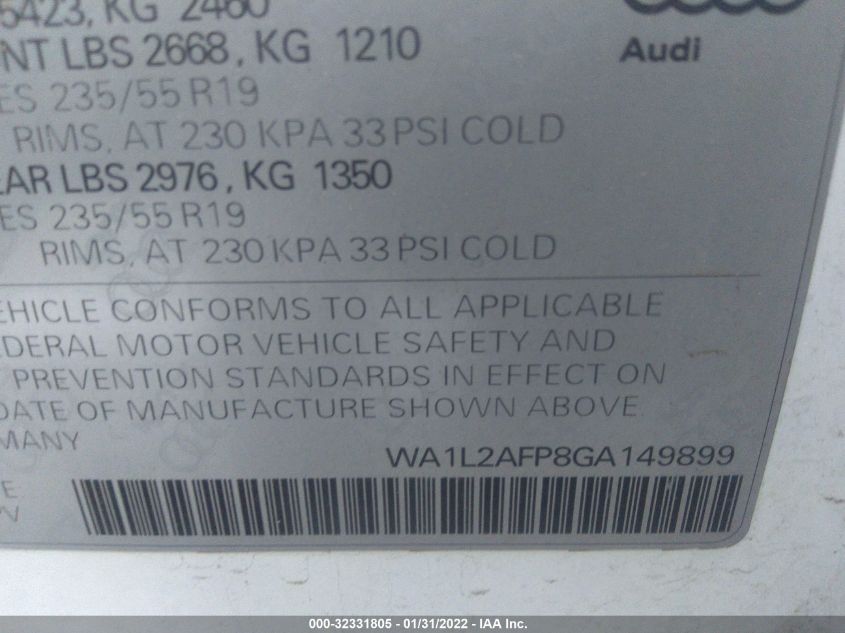 5423, KG 2460
NT LBS 2668, KG 1210
Audi
ES 235/55 R19
RIMS, AT 230 KPA 33 PSI COLD
EAR LBS 2976, KG 1350
ES 235/55 R19
RIMS, AT 230 KPA 33 PSI COLD
EHICLE CONFORMS TO ALL APPLICABLE
EDERAL MOTOR VEHICLE SAFETY AND
PREVENTION STANDARDS IN EFFECT ON
DATE OF MANUFACTURE SHOWN ABOVE.
MANY
WA1L2AFP8GA149899
E
N
000-32331805 - 01/31/2022 - IAA Inc.